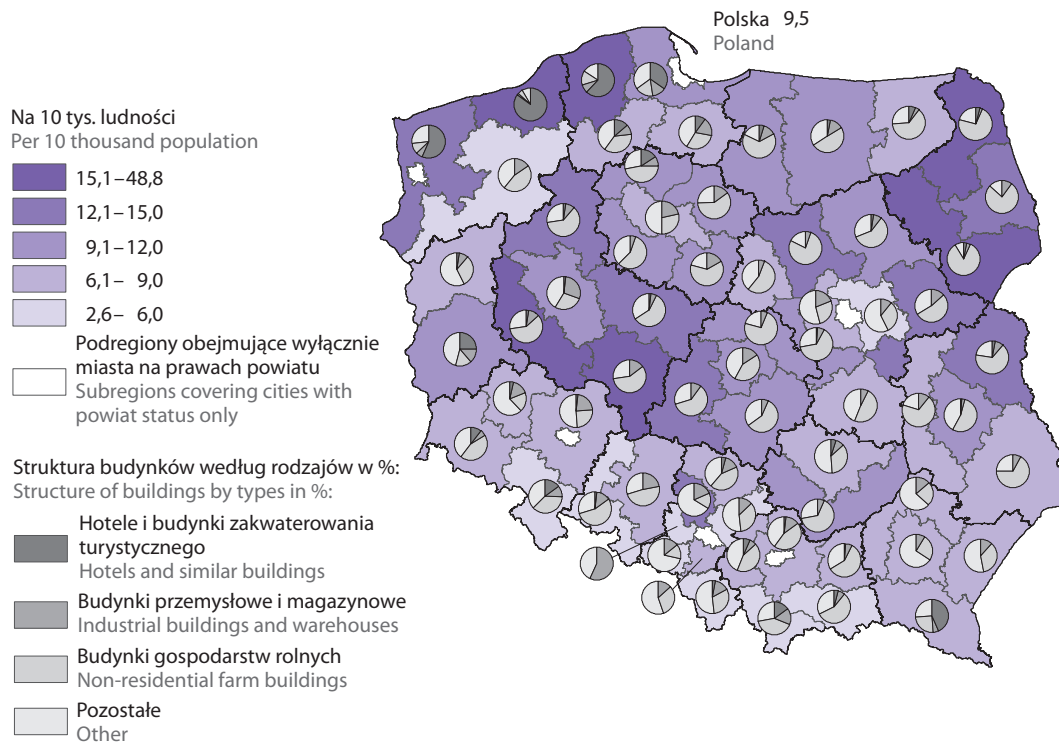 Polska 9,5
Poland
Na 10 tys. ludności
Per 10 thousand population
15,1–48,8
12,1–15,0
9,1–12,0
6,1– 9,0
2,6– 6,0
Podregiony obejmujące wyłącznie
miasta na prawach powiatu
Subregions covering cities with
powiat status only
Struktura budynków według rodzajów w %:
Structure of buildings by types in %:
Hotele i budynki zakwaterowania
turystycznego
Hotels and similar buildings
Budynki przemysłowe i magazynowe
Industrial buildings and warehouses
Budynki gospodarstw rolnych
Non-residential farm buildings
Pozostałe
Other